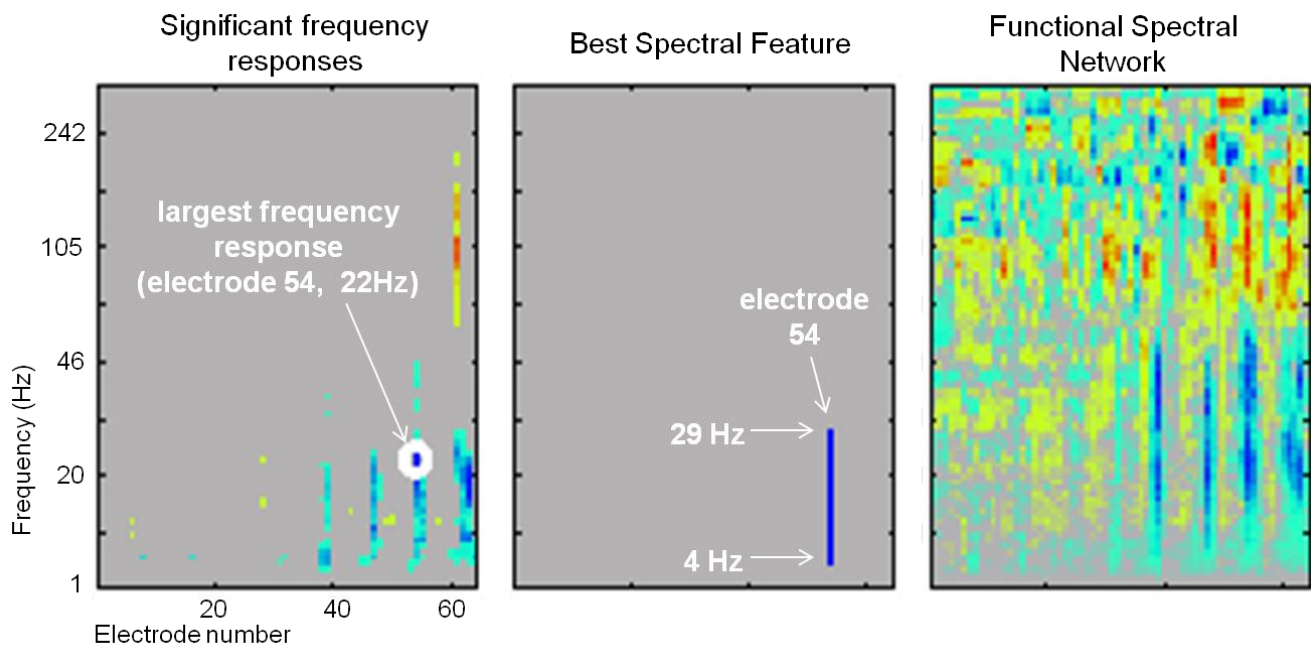 Significant frequency
responses
Best Spectral Feature
Functional Spectral
Network
242
105
46
20
1
Frequency (Hz)
20
40
60
Electrode number
largest frequency
response
(electrode 54, 22Hz)
electrode
54
29 Hz
4 Hz